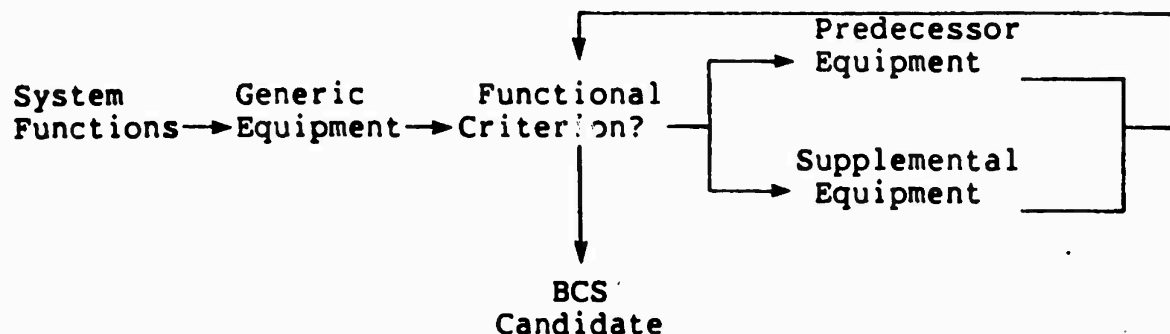 System
Functions
Generic
Equipment
Functional
Criterion?
Predecessor
Equipment
Supplemental
Equipment
BCS
Candidate